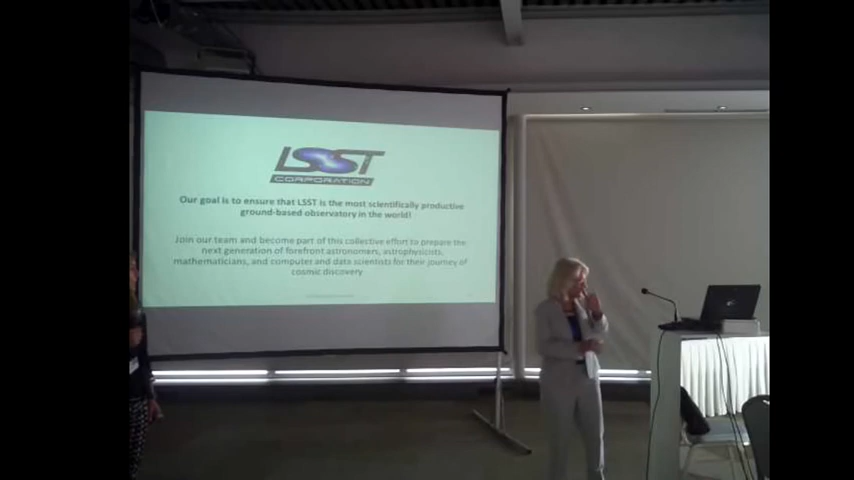 LSST
CORPORATION
Our goal is to ensure that LSST is the most scientifically productive
ground-based observatory in the world!
Join our team and become part of this collective effort to prepare the
next generation of forefront astronomers, astrophysicists,
mathematicians, and computer and data scientists for their journey of
cosmic discovery